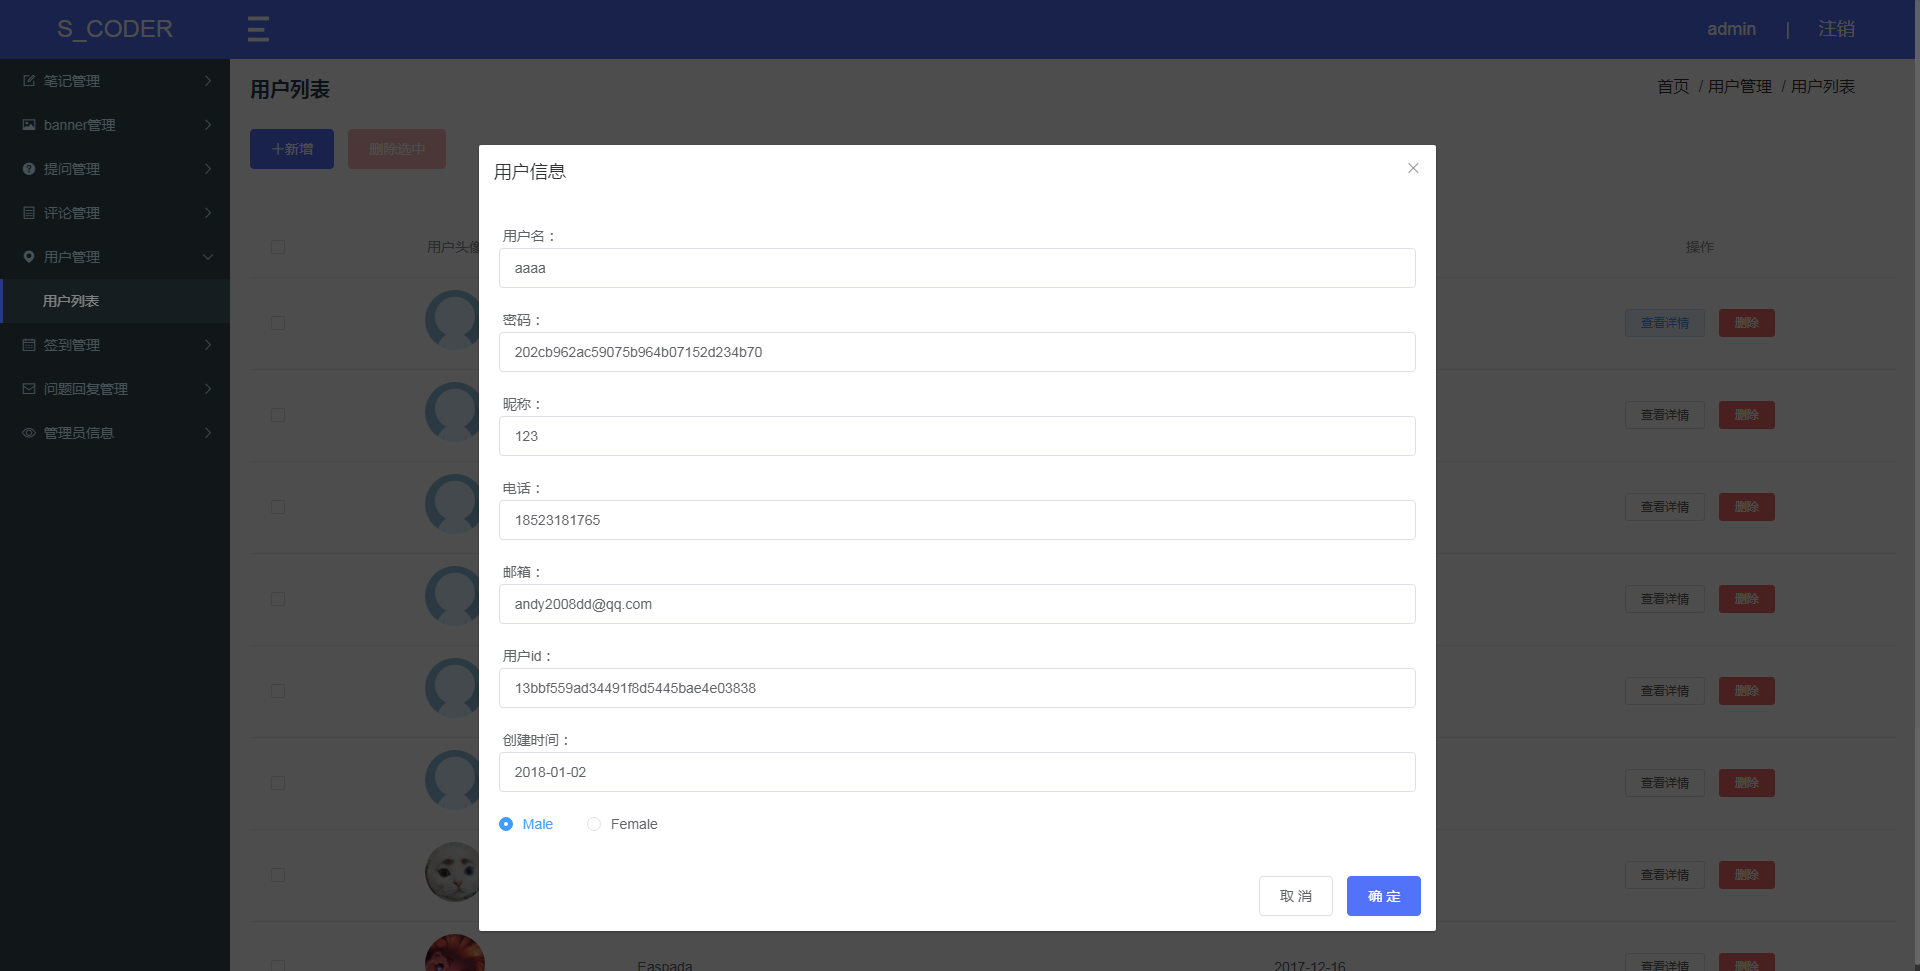 S_CODER
admin | 注销
笔记管理
banner管理
提问管理
评论管理
用户管理
用户列表
签到管理
问题回复管理
管理员信息
用户列表
首页 / 用户管理 / 用户列表
+新增 删除选中
用户头像
操作
查看详情 删除
查看详情 删除
查看详情 删除
查看详情 删除
查看详情 删除
查看详情 删除
查看详情 删除
Easpada 2017-12-16 查看详情 删除
用户信息
用户名：
aaaa
密码：
202cb962ac59075b964b07152d234b70
昵称：
123
电话：
18523181765
邮箱：
andy2008dd@qq.com
用户id：
13bbf559ad34491f8d5445bae4e03838
创建时间：
2018-01-02
Male Female
取 消 确 定